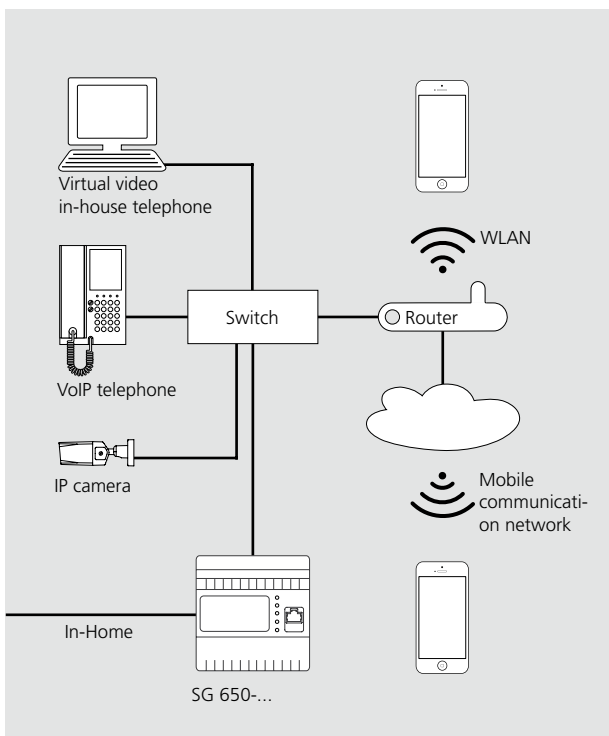 Virtual video
in-house telephone
WLAN
Switch
Router
VoIP telephone
IP camera
Mobile
communicati-
on network
In-Home
SG 650-...